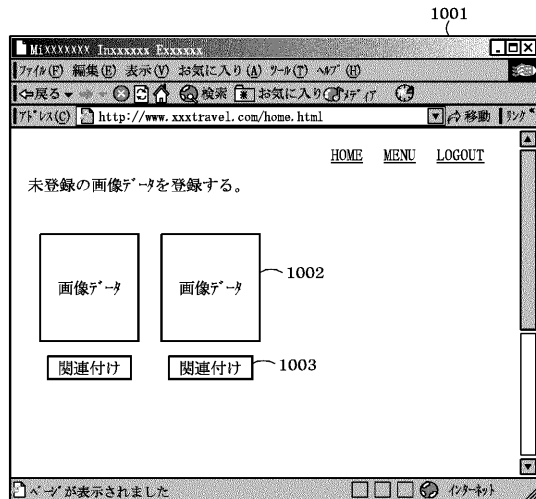 1001
Mixxxxxxx Inxxxxxx Exxxxxx
ファイル(F) 編集(E) 表示(V) お気に入り(A) ツール(T) ヘルプ(H)
戻る 検索 お気に入り メディア
アドレス(C) http://www.xxxtravel.com/home.html 移動 リンク
HOME MENU LOGOUT
未登録の画像データを登録する。
画像データ 画像データ 1002
関連付け 関連付け 1003
ページが表示されました インターネット